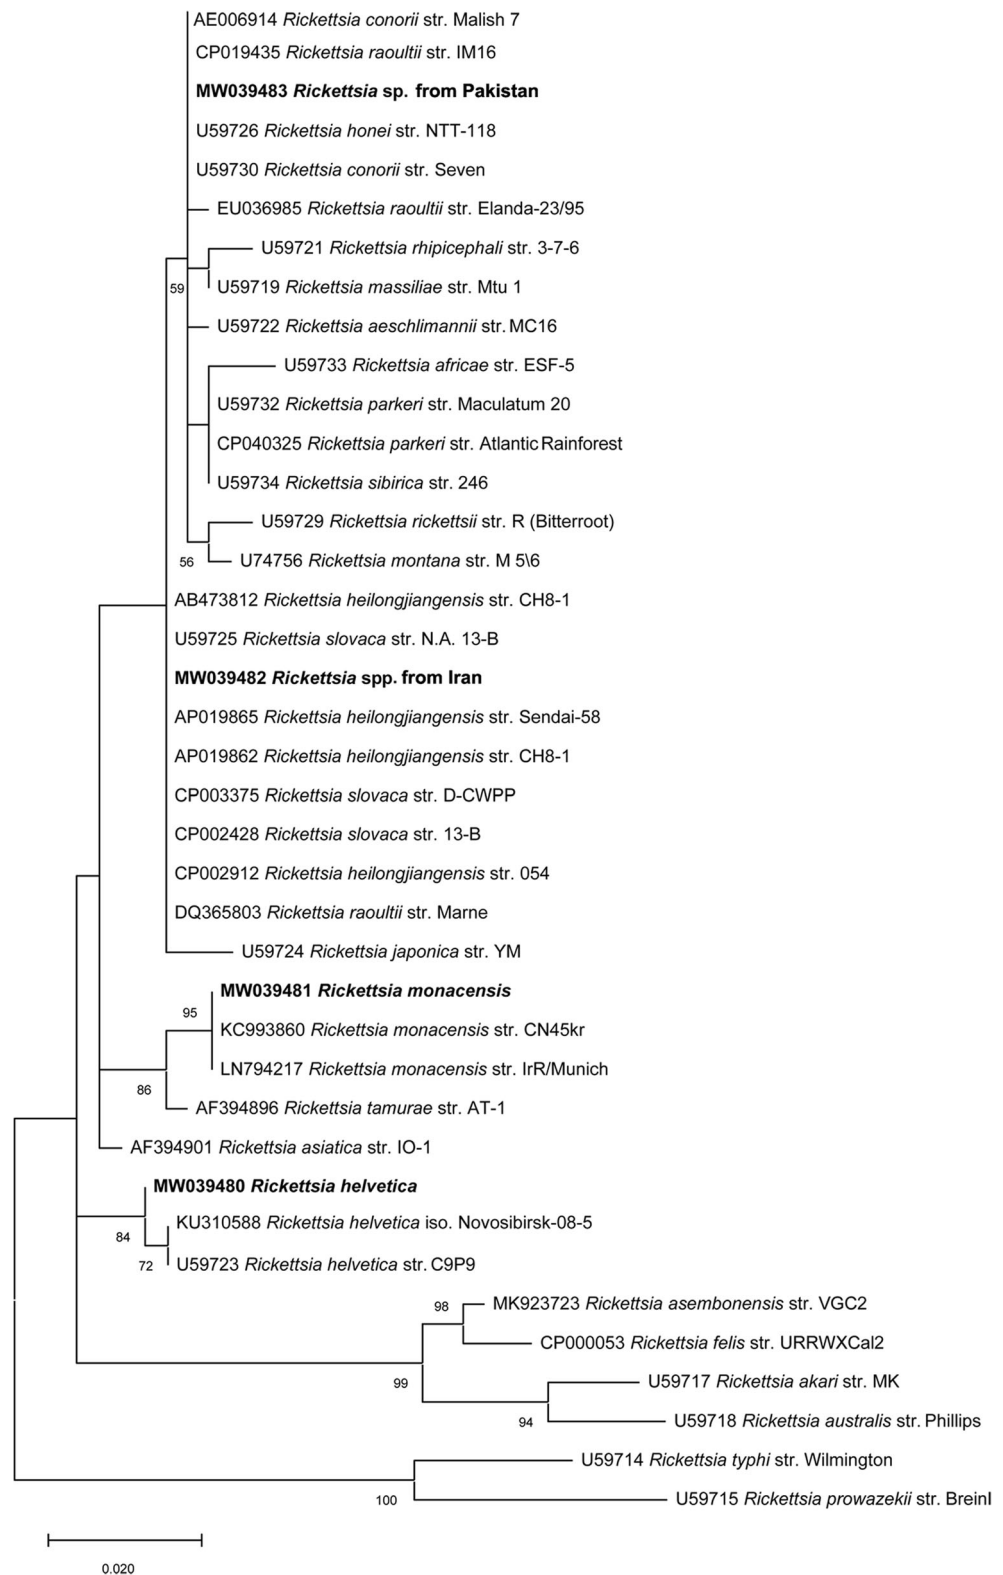 AE006914 Rickettsia conorii str. Malish 7
CP019435 Rickettsia raoultii str. IM16
MW039483 Rickettsia sp. from Pakistan
U59726 Rickettsia honei str. NTT-118
U59730 Rickettsia conorii str. Seven
EU036985 Rickettsia raoultii str. Elanda-23/95
U59721 Rickettsia rhipicephali str. 3-7-6
U59719 Rickettsia massiliae str. Mtu 1
59
U59722 Rickettsia aeschlimannii str. MC16
U59733 Rickettsia africae str. ESF-5
U59732 Rickettsia parkeri str. Maculatum 20
CP040325 Rickettsia parkeri str. Atlantic Rainforest
U59734 Rickettsia sibirica str. 246
U59729 Rickettsia rickettsii str. R (Bitterroot)
56
U74756 Rickettsia montana str. M 5\6
AB473812 Rickettsia heilongjiangensis str. CH8-1
U59725 Rickettsia slovaca str. N.A. 13-B
MW039482 Rickettsia spp. from Iran
AP019865 Rickettsia heilongjiangensis str. Sendai-58
AP019862 Rickettsia heilongjiangensis str. CH8-1
CP003375 Rickettsia slovaca str. D-CWPP
CP002428 Rickettsia slovaca str. 13-B
CP002912 Rickettsia heilongjiangensis str. 054
DQ365803 Rickettsia raoultii str. Marne
U59724 Rickettsia japonica str. YM
MW039481 Rickettsia monacensis
95
KC993860 Rickettsia monacensis str. CN45kr
LN794217 Rickettsia monacensis str. IrR/Munich
86
AF394896 Rickettsia tamurae str. AT-1
AF394901 Rickettsia asiatica str. IO-1
MW039480 Rickettsia helvetica
KU310588 Rickettsia helvetica iso. Novosibirsk-08-5
84
72
U59723 Rickettsia helvetica str. C9P9
98
MK923723 Rickettsia asembonensis str. VGC2
CP000053 Rickettsia felis str. URRWXCal2
99
U59717 Rickettsia akari str. MK
94
U59718 Rickettsia australis str. Phillips
U59714 Rickettsia typhi str. Wilmington
100
U59715 Rickettsia prowazekii str. Breinl
0.020